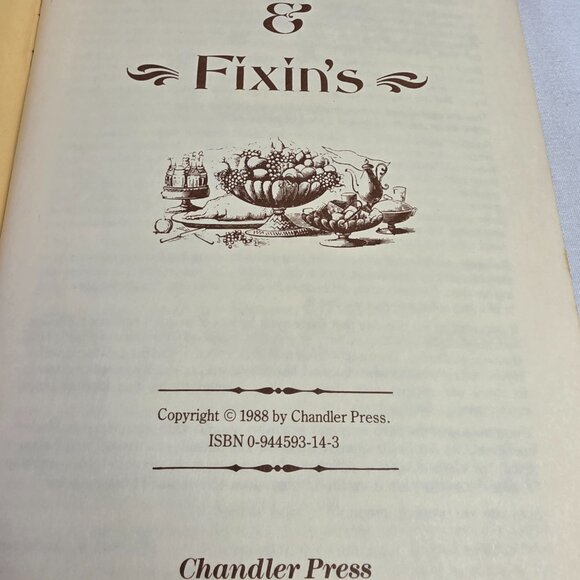 &
Fixin's
Copyright © 1988 by Chandler Press.
ISBN 0-944593-14-3
Chandler Press